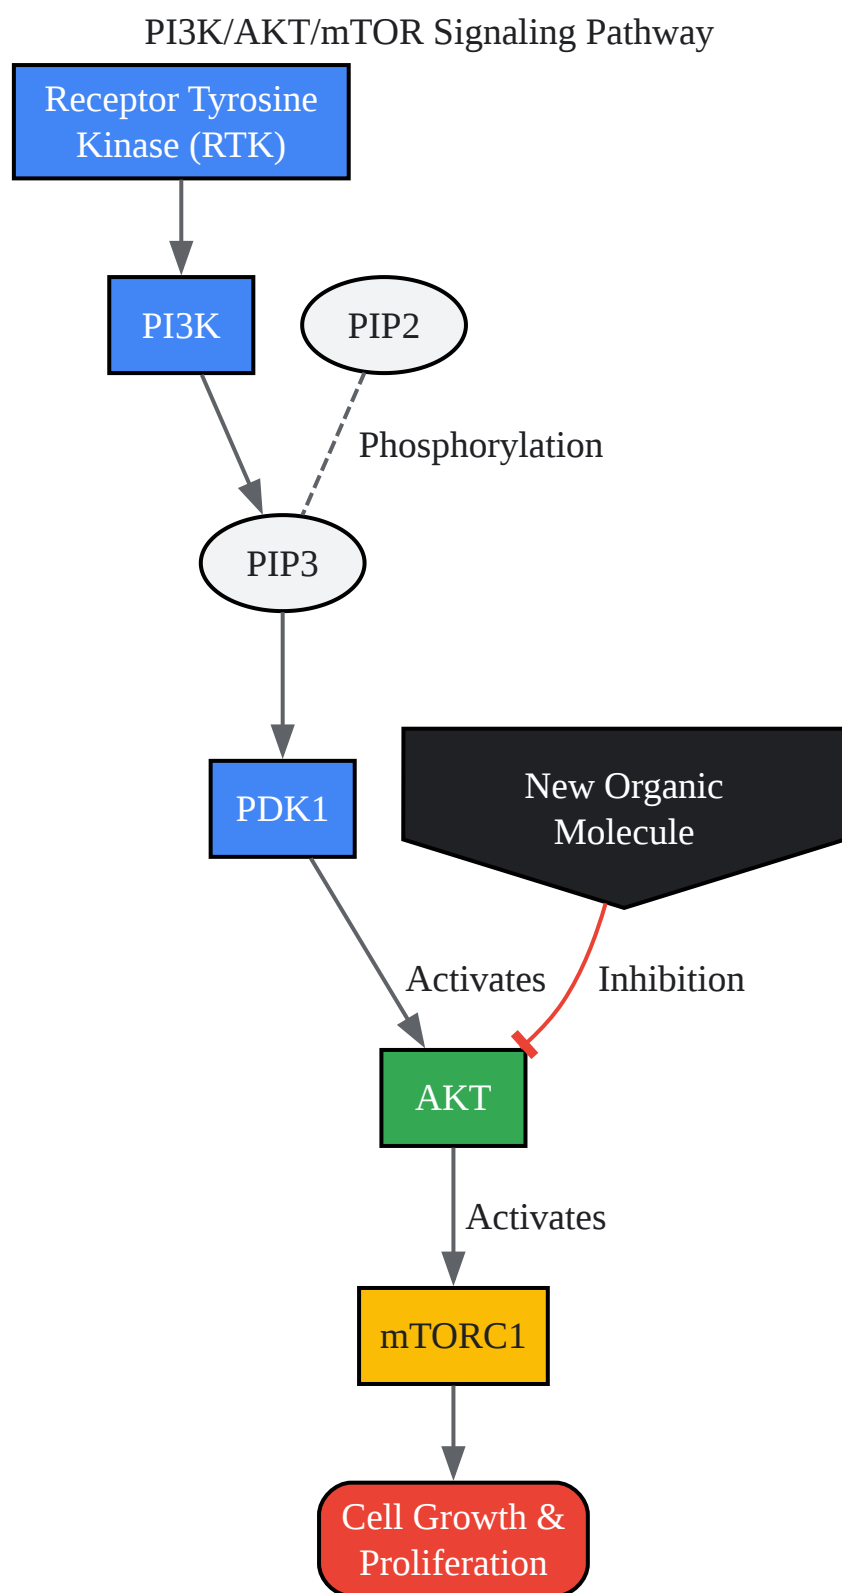 PI3K/AKT/mTOR Signaling Pathway
Receptor Tyrosine
Kinase (RTK)
PI3K
PIP2
Phosphorylation
PIP3
PDK1
New Organic
Molecule
Activates
Inhibition
AKT
Activates
mTORC1
Cell Growth &
Proliferation